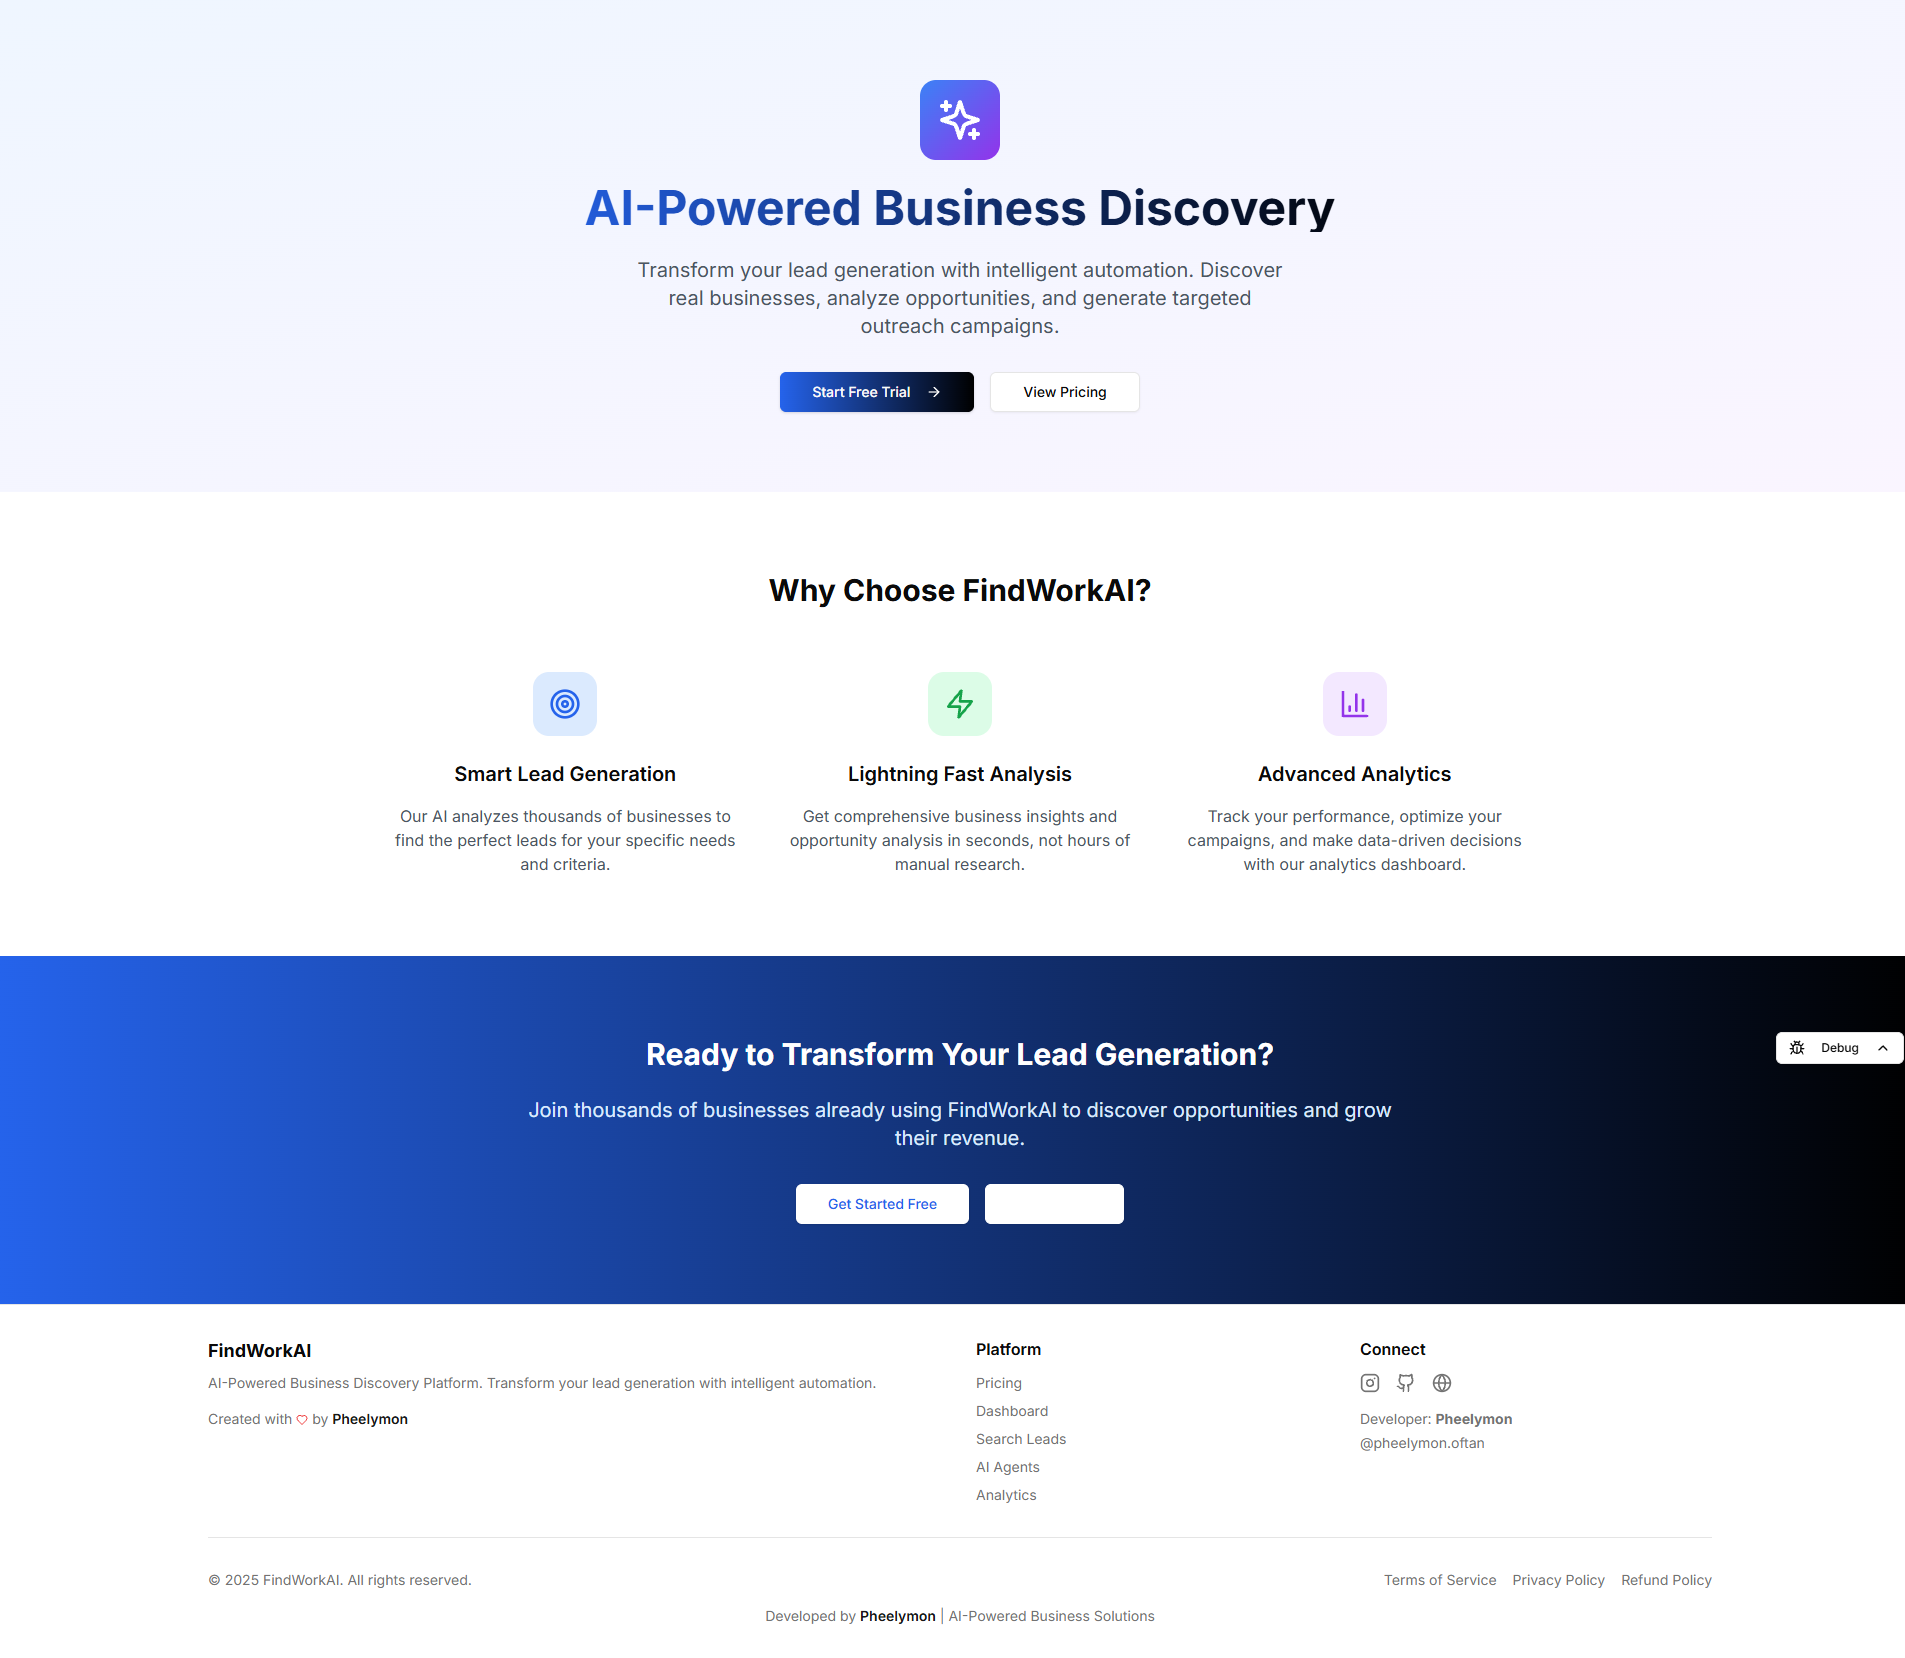 AI-Powered Business Discovery
Transform your lead generation with intelligent automation. Discover
real businesses, analyze opportunities, and generate targeted
outreach campaigns.
Start Free Trial
View Pricing
Why Choose FindWorkAI?
Smart Lead Generation
Our AI analyzes thousands of businesses to
find the perfect leads for your specific needs
and criteria.
Lightning Fast Analysis
Get comprehensive business insights and
opportunity analysis in seconds, not hours of
manual research.
Advanced Analytics
Track your performance, optimize your
campaigns, and make data-driven decisions
with our analytics dashboard.
Ready to Transform Your Lead Generation?
Debug
Join thousands of businesses already using FindWorkAI to discover opportunities and grow
their revenue.
Get Started Free
FindWorkAI
AI-Powered Business Discovery Platform. Transform your lead generation with intelligent automation.
Created with by Pheelymon
Platform
Pricing
Dashboard
Search Leads
AI Agents
Analytics
Connect
Developer: Pheelymon
@pheelymon.oftan
© 2025 FindWorkAI. All rights reserved.
Terms of Service
Privacy Policy
Refund Policy
Developed by Pheelymon | AI-Powered Business Solutions